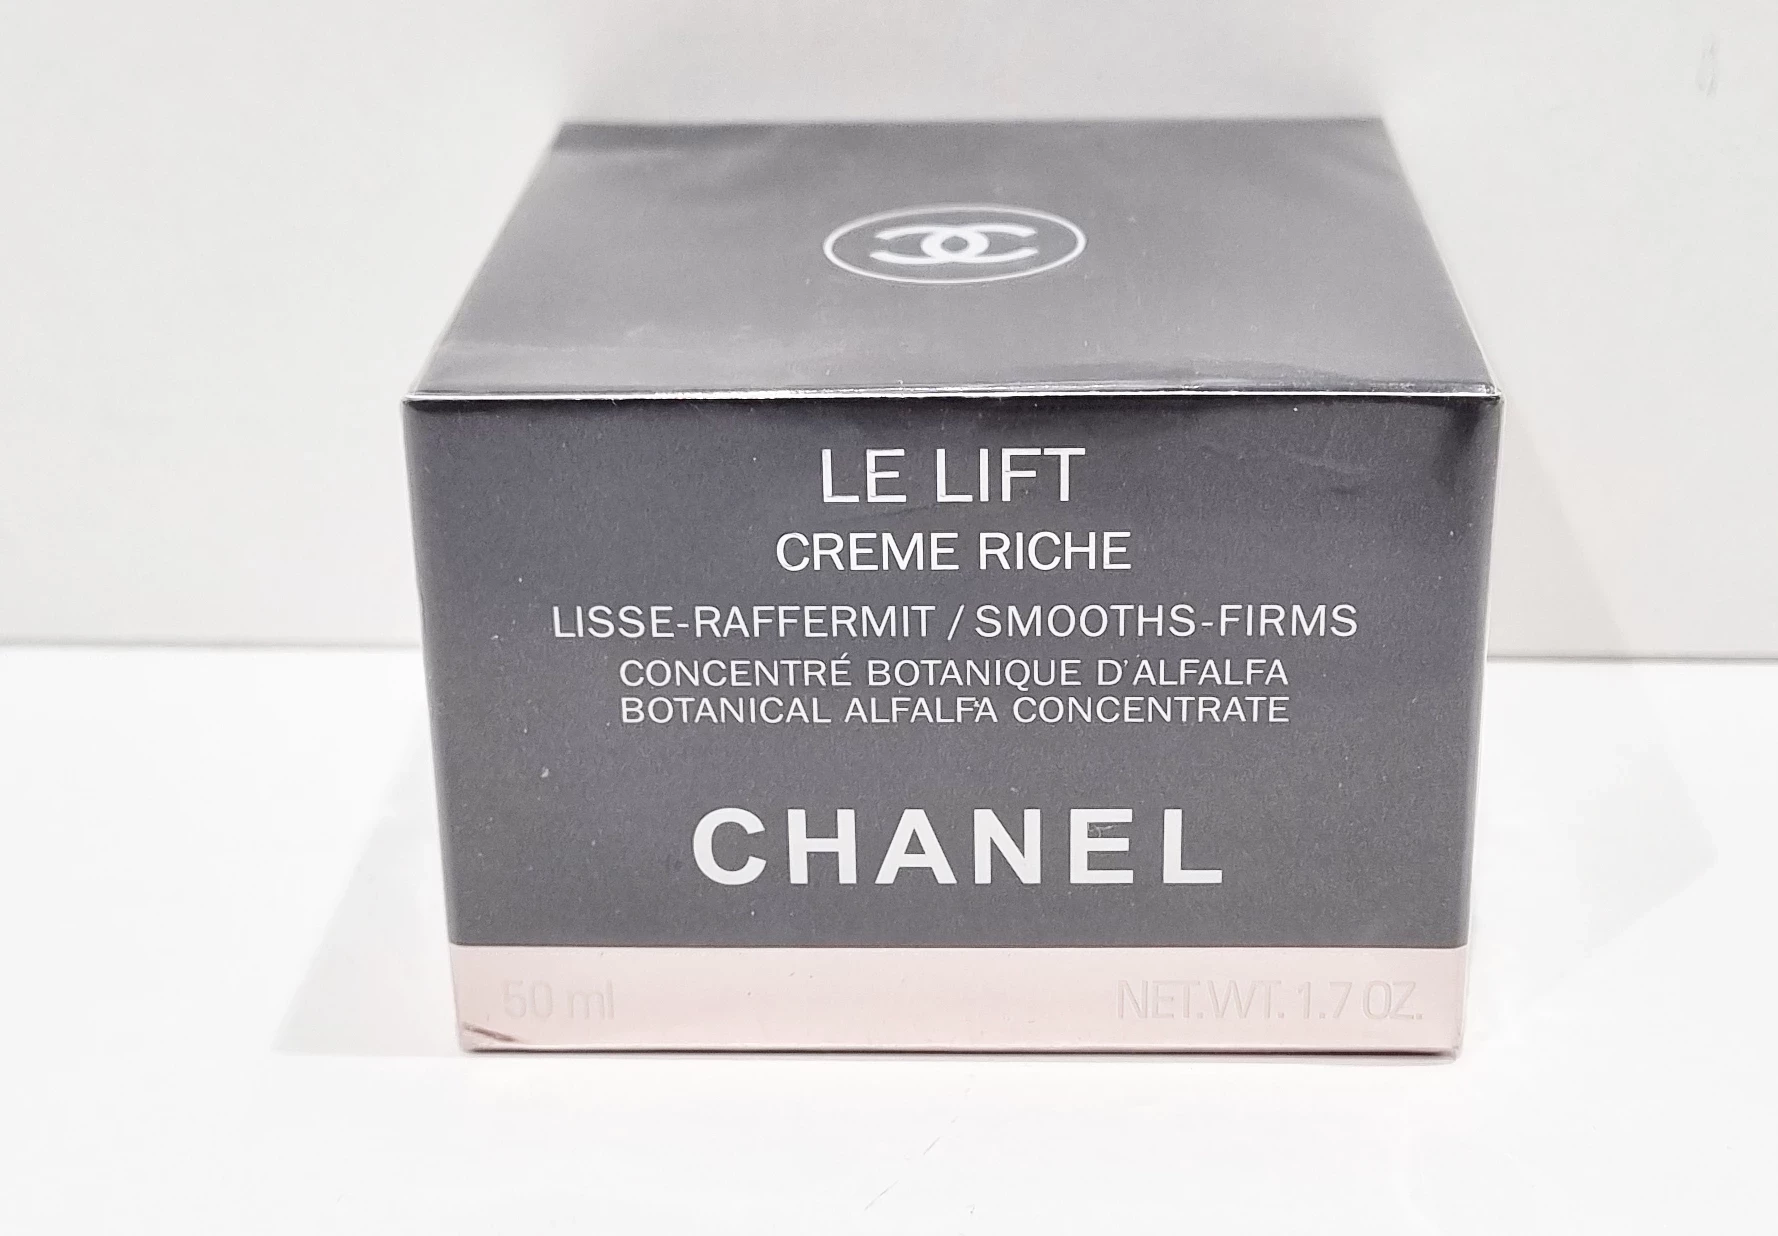 LE LIFT
CREME RICHE
LISSE-RAFFERMIT / SMOOTHS-FIRMS
CONCENTRÉ BOTANIQUE D'ALFALFA
BOTANICAL ALFALFA CONCENTRATE
CHANEL
50 ml NET.WT. 1.7 OZ.